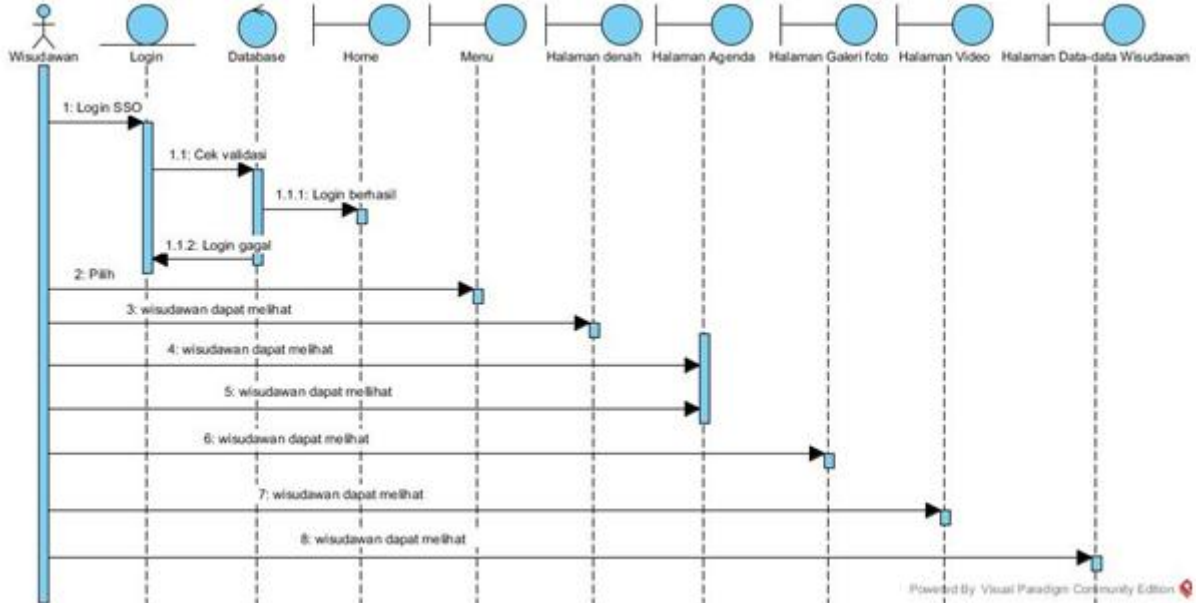 Wisudawan
Login
Database
Home
Menu
Halaman denah
Halaman Agenda
Halaman Galeri foto
Halaman Video
Halaman Data-data Wisudawan
1: Login SSO
1.1: Cek validasi
1.1.1: Login berhasil
1.1.2: Login gagal
2: Pilih
3: wisudawan dapat melihat
4: wisudawan dapat melihat
5: wisudawan dapat mellihat
6: wisudawan dapat melihat
7: wisudawan dapat melihat
8: wisudawan dapat melihat
Powered By Visual Paradigm Community Edition